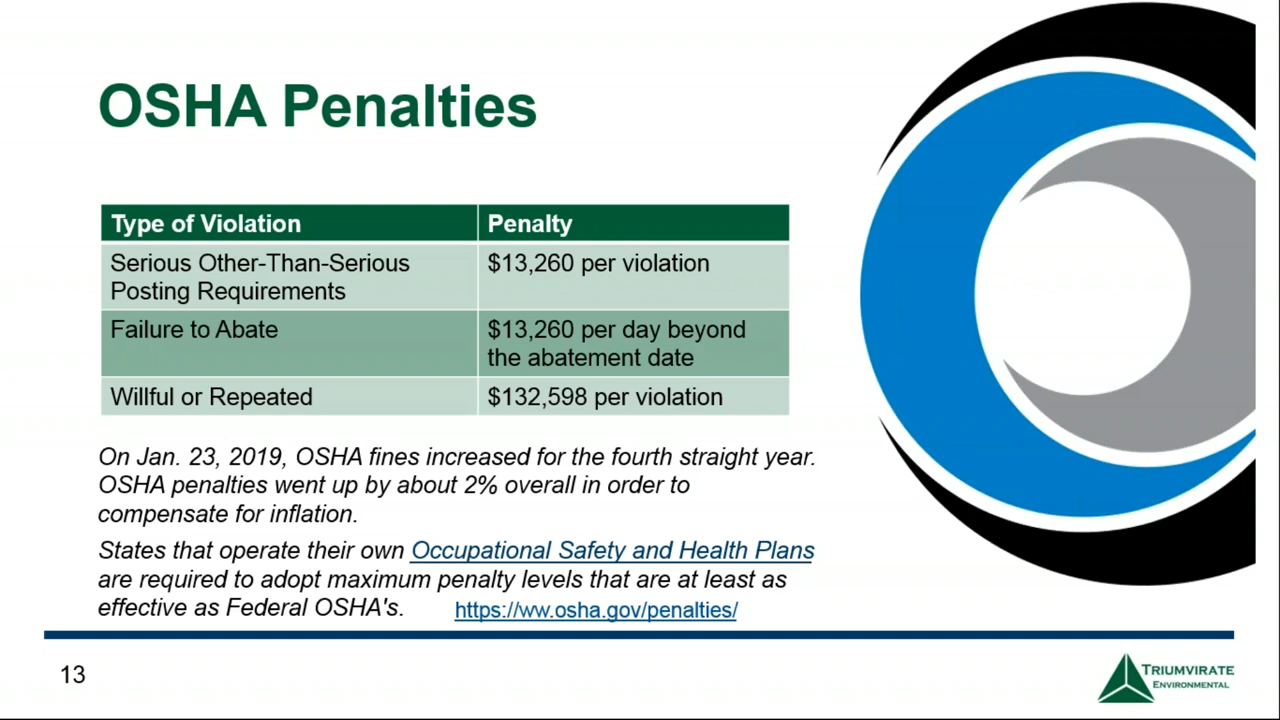 OSHA Penalties
Type of Violation
Penalty
Serious Other-Than-Serious
Posting Requirements
$13,260 per violation
Failure to Abate
$13,260 per day beyond
the abatement date
Willful or Repeated
$132,598 per violation
On Jan. 23, 2019, OSHA fines increased for the fourth straight year.
OSHA penalties went up by about 2% overall in order to
compensate for inflation.
States that operate their own Occupational Safety and Health Plans
are required to adopt maximum penalty levels that are at least as
effective as Federal OSHA's.
https://ww.osha.gov/penalties/
13
TRIUMVIRATE
ENVIRONMENTAL